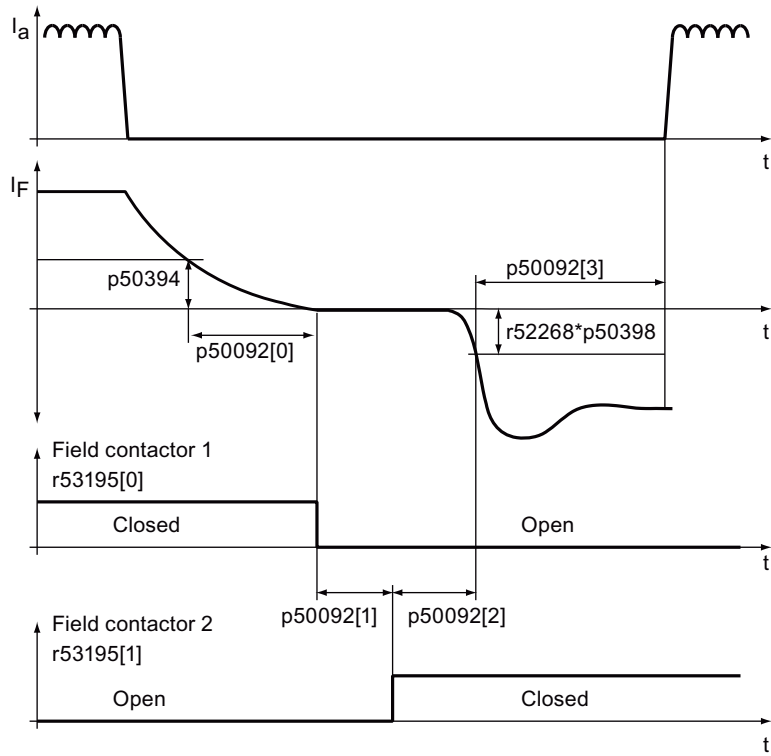 Ia
t
IF
p50394
p50092[0]
p50092[3]
r52268*p50398
t
Field contactor 1
r53195[0]
Closed
Open
t
p50092[1]
p50092[2]
Field contactor 2
r53195[1]
Open
Closed
t